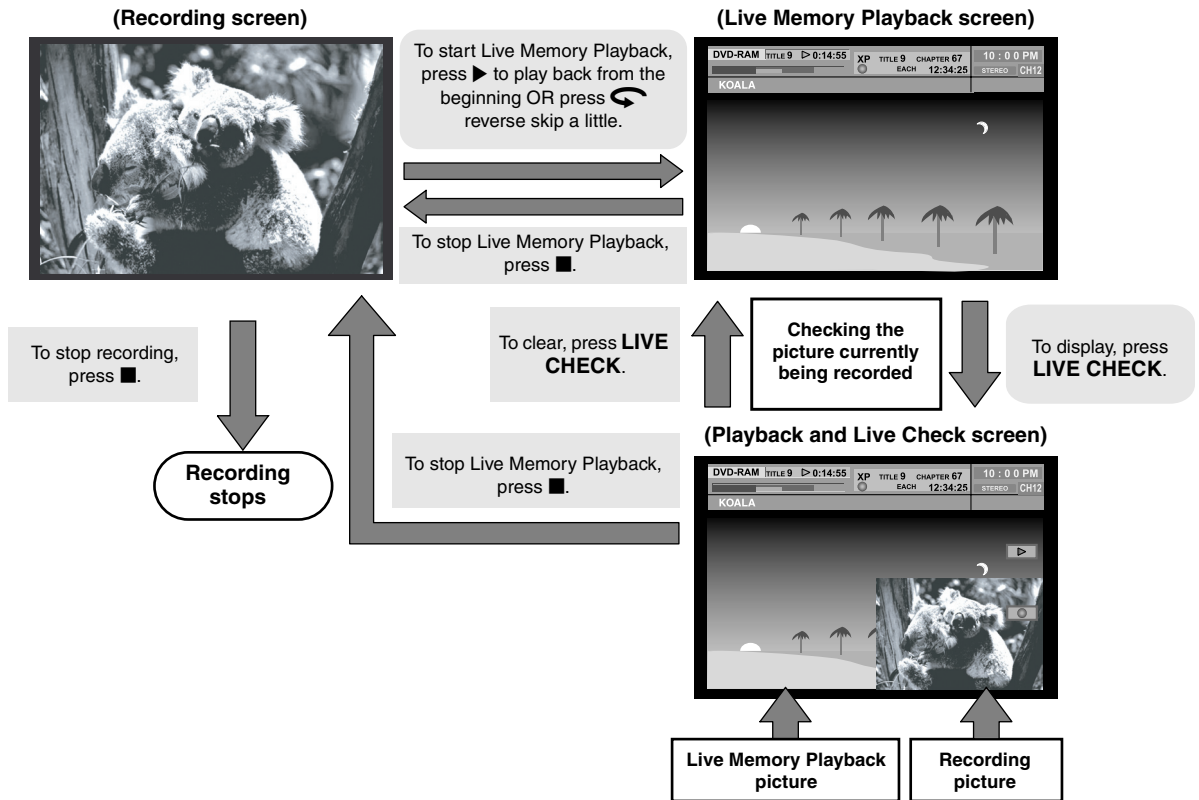 (Recording screen)
To start Live Memory Playback,
press ▶ to play back from the
beginning OR press
reverse skip a little.
To stop Live Memory Playback,
press ■.
(Live Memory Playback screen)
DVD-RAM TITLE 9 ▷ 0:14:55 XP TITLE 9 CHAPTER 67 10:00 PM
EACH 12:34:25 STEREO CH12
KOALA
To stop recording,
press ■.
Recording
stops
To clear, press LIVE
CHECK.
Checking the
picture currently
being recorded
To display, press
LIVE CHECK.
To stop Live Memory Playback,
press ■.
(Playback and Live Check screen)
DVD-RAM TITLE 9 ▷ 0:14:55 XP TITLE 9 CHAPTER 67 10:00 PM
EACH 12:34:25 STEREO CH12
KOALA
Live Memory Playback
picture
Recording
picture